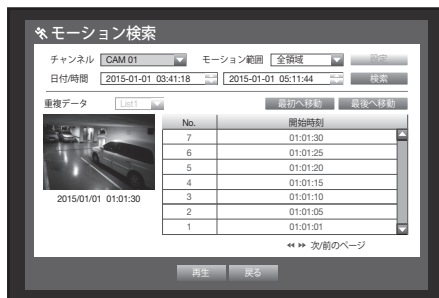 モーション検索
チャンネル CAM 01 モーション範囲 全領域 設定
日付/時間 2015-01-01 03:41:18 2015-01-01 05:11:44 検索
重複データ List1 最初へ移動 最後へ移動
No. 開始時刻
7 01:01:30
6 01:01:25
5 01:01:20
4 01:01:15
3 01:01:10
2 01:01:05
1 01:01:01
2015/01/01 01:01:30
次/前のページ
再生 戻る